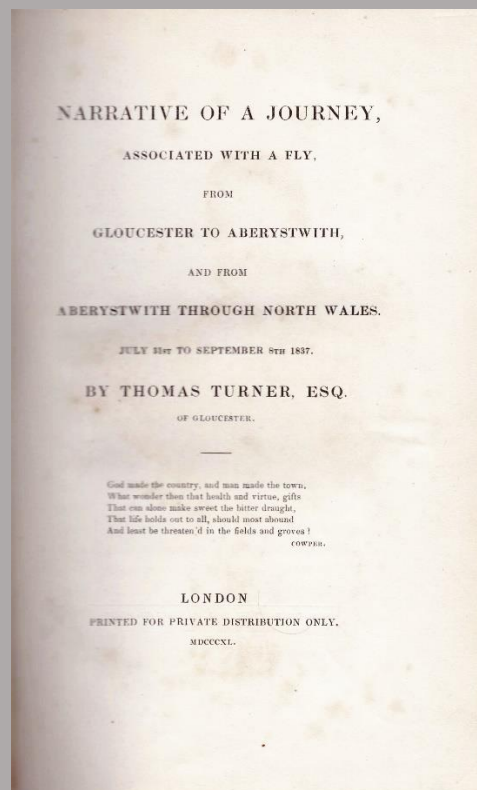 NARRATIVE OF A JOURNEY,
ASSOCIATED WITH A FLY,
FROM
GLOUCESTER TO ABERYSTWITH,
AND FROM
ABERYSTWITH THROUGH NORTH WALES.
JULY 31ST TO SEPTEMBER 8TH 1837.
BY THOMAS TURNER, ESQ.
OF GLOUCESTER.
God made the country, and man made the town,
What wonder then that health and virtue, gifts
That can alone make sweet the bitter draught,
That life holds out to all, should most abound
And least be threaten'd in the fields and groves!
COWPER.
LONDON
PRINTED FOR PRIVATE DISTRIBUTION ONLY.
MDCCCXL.